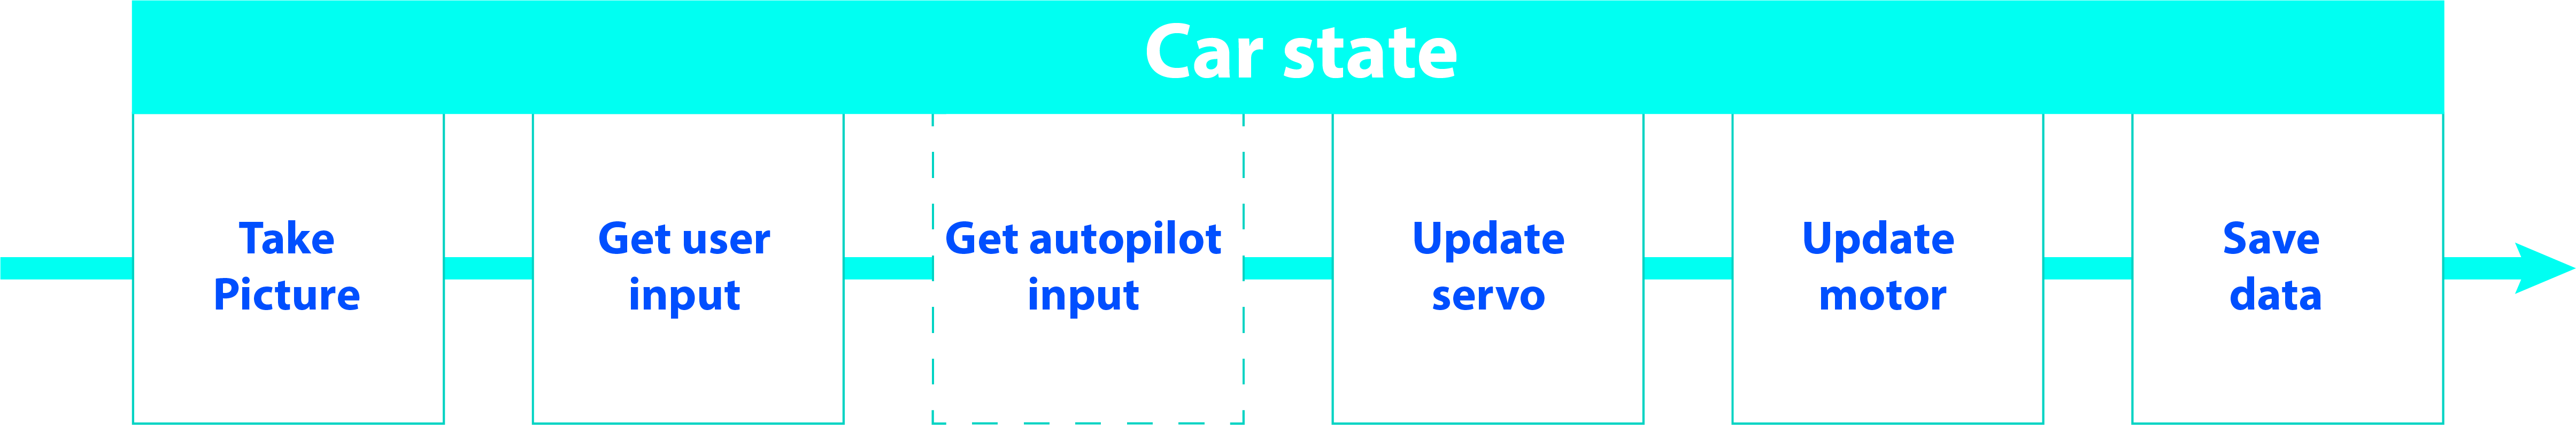 Car state
Take
Picture
Get user
input
Get autopilot
input
Update
servo
Update
motor
Save
data